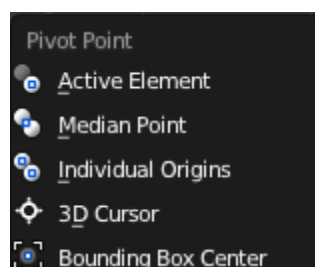 Pivot Point
Active Element
Median Point
Individual Origins
3D Cursor
Bounding Box Center